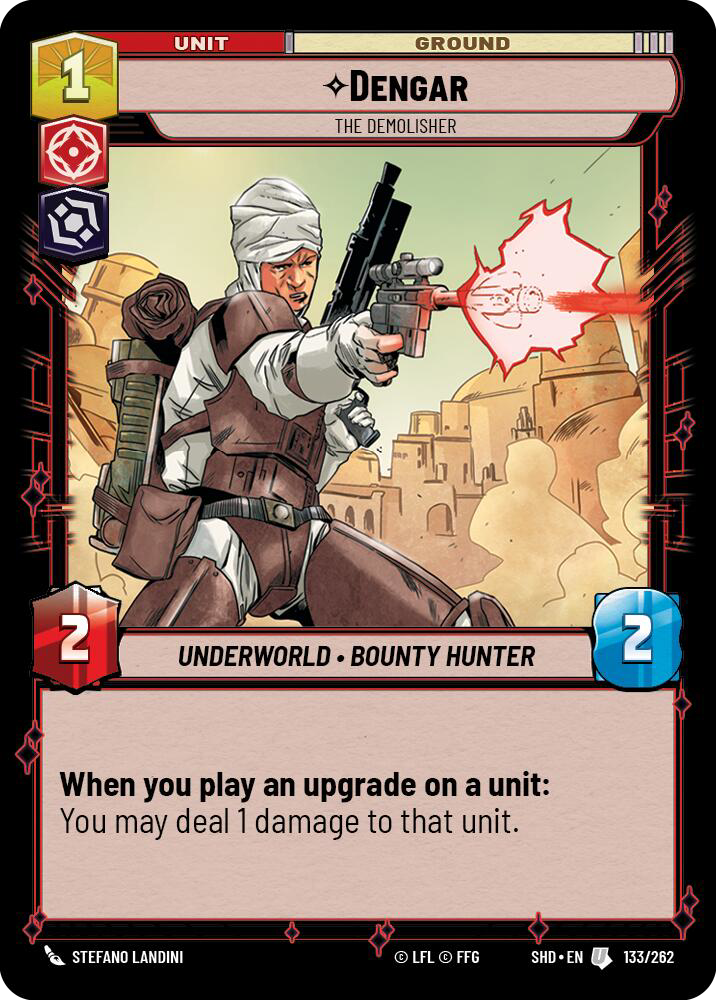 UNIT
GROUND
1
✧DENGAR
THE DEMOLISHER
2
UNDERWORLD • BOUNTY HUNTER
2
When you play an upgrade on a unit:
You may deal 1 damage to that unit.
STEFANO LANDINI
© LFL © FFG
SHD • EN U 133/262